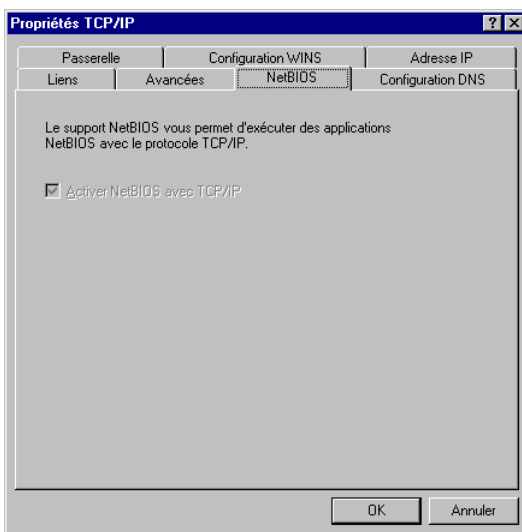 Propriétés TCP/IP
Passerelle Configuration WINS Adresse IP
Liens Avancées NetBIOS Configuration DNS
Le support NetBIOS vous permet d'exécuter des applications
NetBIOS avec le protocole TCP/IP.
Activer NetBIOS avec TCP/IP
OK Annuler